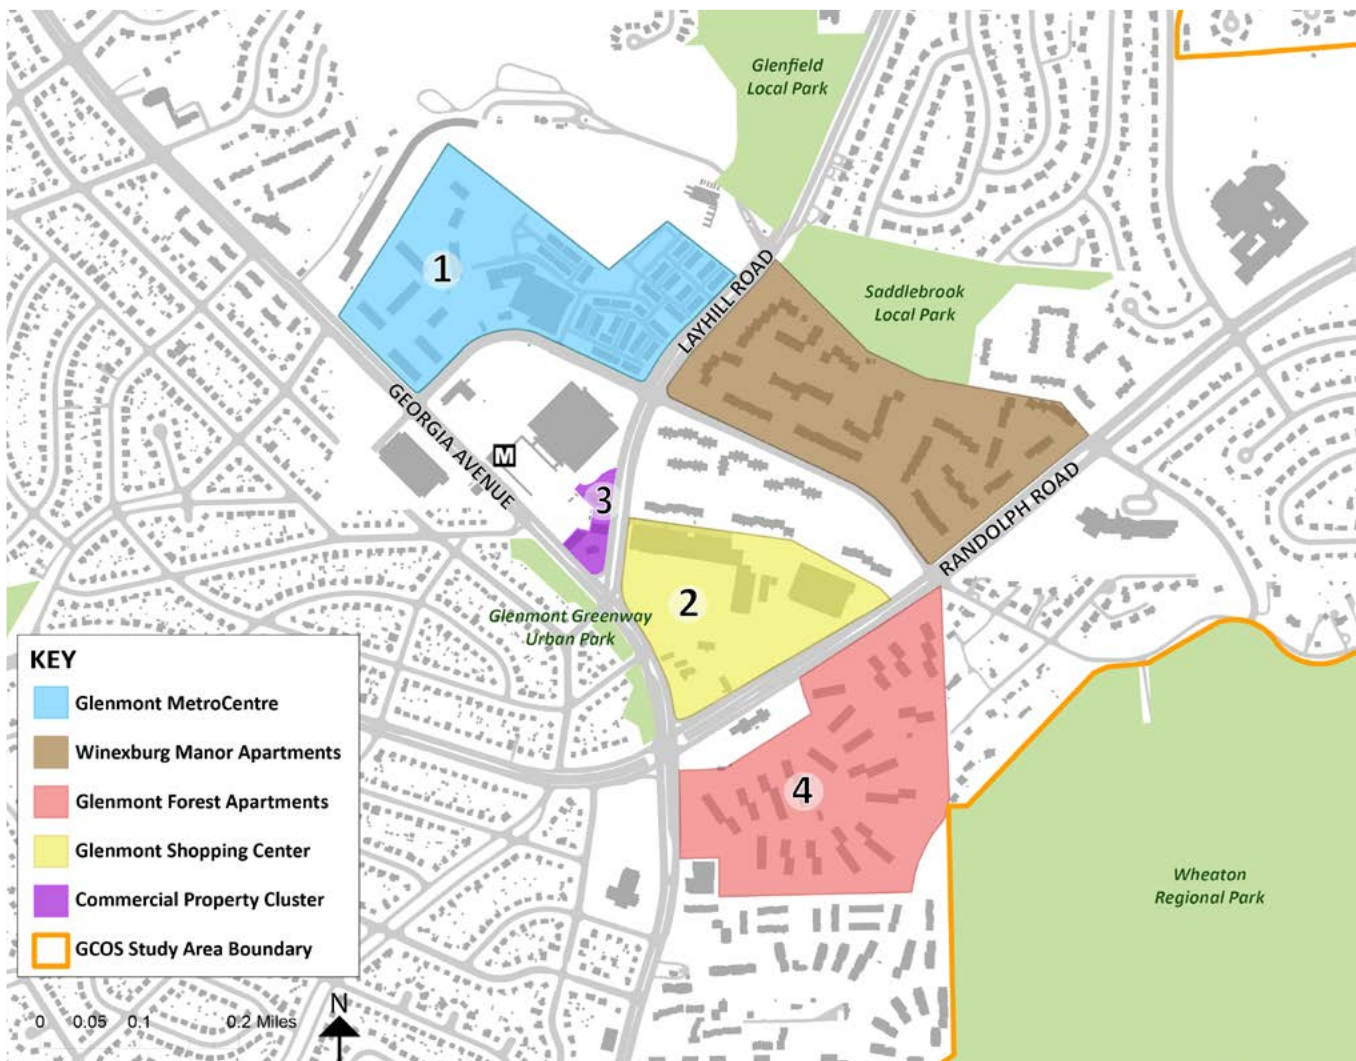 Glenfield
Local Park
1
LAYHILL ROAD
Saddlebrook
Local Park
GEORGIA AVENUE
M
3
RANDOLPH ROAD
2
Glenmont Greenway
Urban Park
4
Wheaton
Regional Park
KEY
Glenmont MetroCentre
Winexburg Manor Apartments
Glenmont Forest Apartments
Glenmont Shopping Center
Commercial Property Cluster
GCOS Study Area Boundary
N
0 0.05 0.1 0.2 Miles